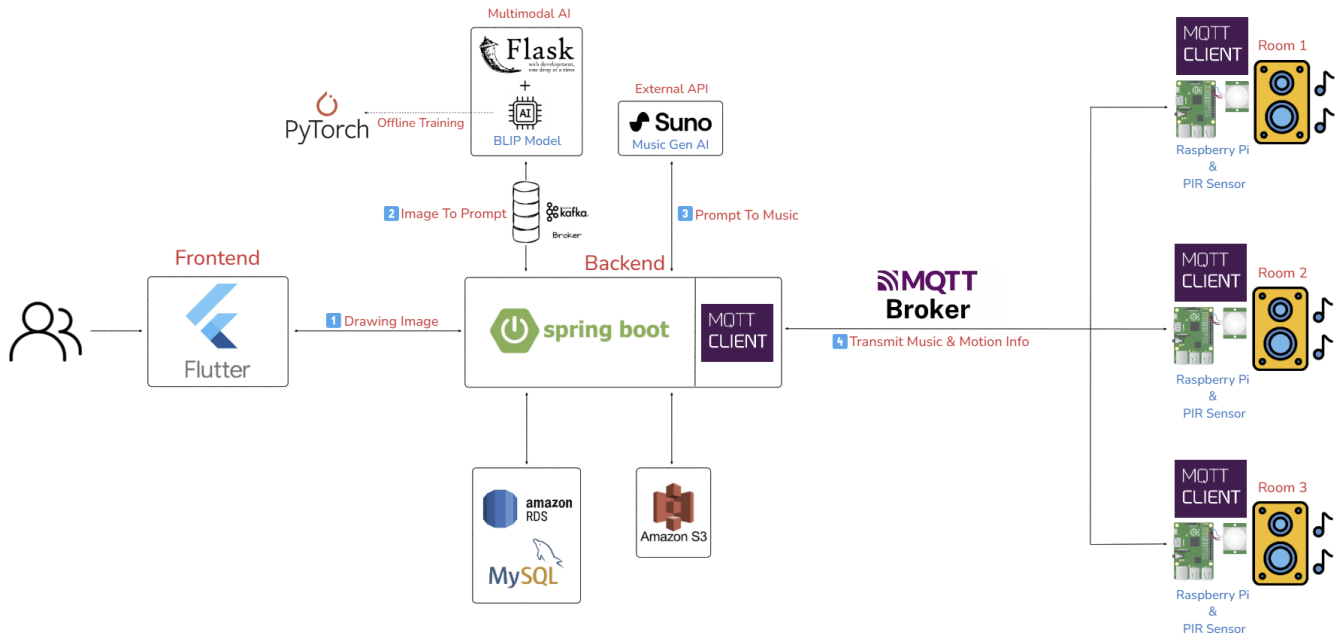 Multimodal AI
Flask
web development,
one drop at a time
+
AI
BLIP Model
PyTorch
Offline Training
External API
Suno
Music Gen AI
2 Image To Prompt
kafka
Broker
3 Prompt To Music
Frontend
Flutter
1 Drawing Image
Backend
spring boot
MQTT
CLIENT
MQTT
Broker
4 Transmit Music & Motion Info
amazon
RDS
MySQL
Amazon S3
MQTT
CLIENT
Room 1
Raspberry Pi
&
PIR Sensor
MQTT
CLIENT
Room 2
Raspberry Pi
&
PIR Sensor
MQTT
CLIENT
Room 3
Raspberry Pi
&
PIR Sensor